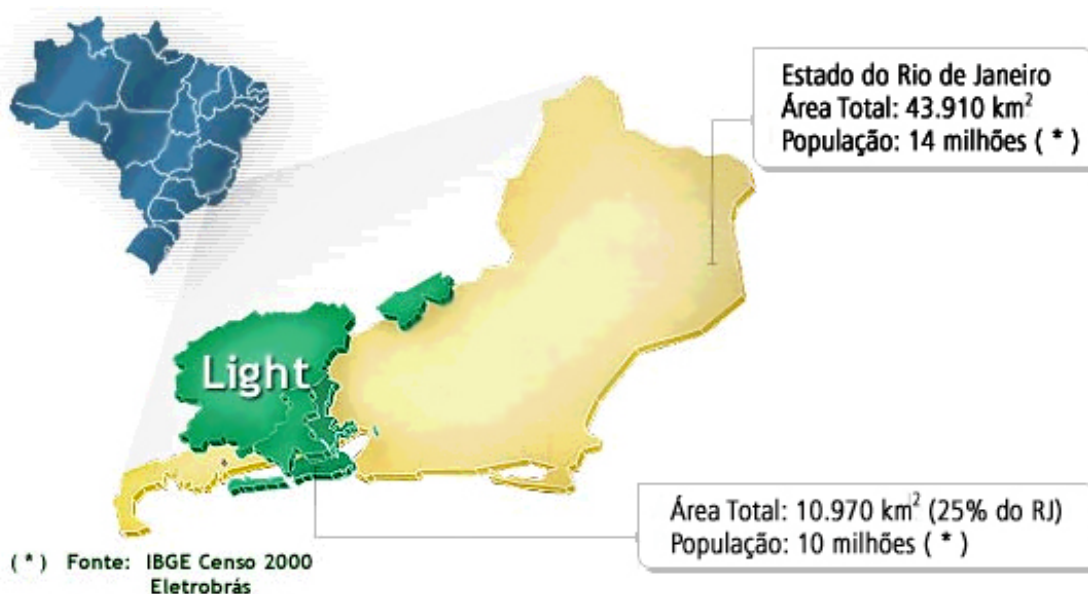 Estado do Rio de Janeiro
Área Total: 43.910 km²
População: 14 milhões ( * )
Light
Área Total: 10.970 km² (25% do RJ)
População: 10 milhões ( * )
( * ) Fonte: IBGE Censo 2000
Eletrobrás